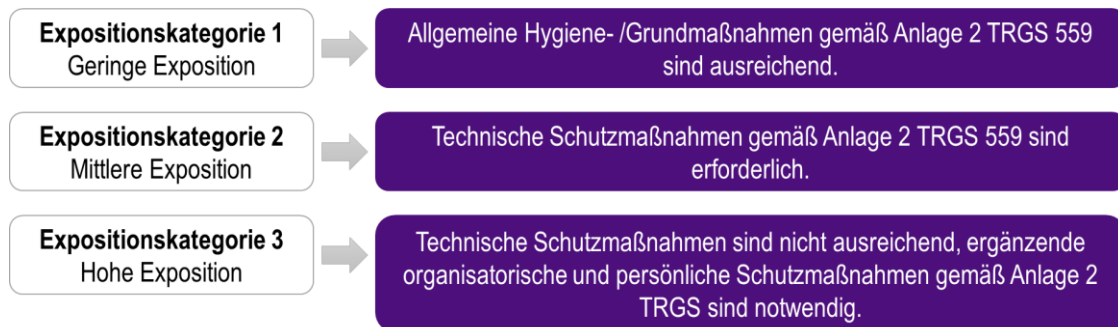 Expositionskategorie 1
Geringe Exposition
Allgemeine Hygiene- /Grundmaßnahmen gemäß Anlage 2 TRGS 559
sind ausreichend.
Expositionskategorie 2
Mittlere Exposition
Technische Schutzmaßnahmen gemäß Anlage 2 TRGS 559 sind
erforderlich.
Expositionskategorie 3
Hohe Exposition
Technische Schutzmaßnahmen sind nicht ausreichend, ergänzende
organisatorische und persönliche Schutzmaßnahmen gemäß Anlage 2
TRGS sind notwendig.